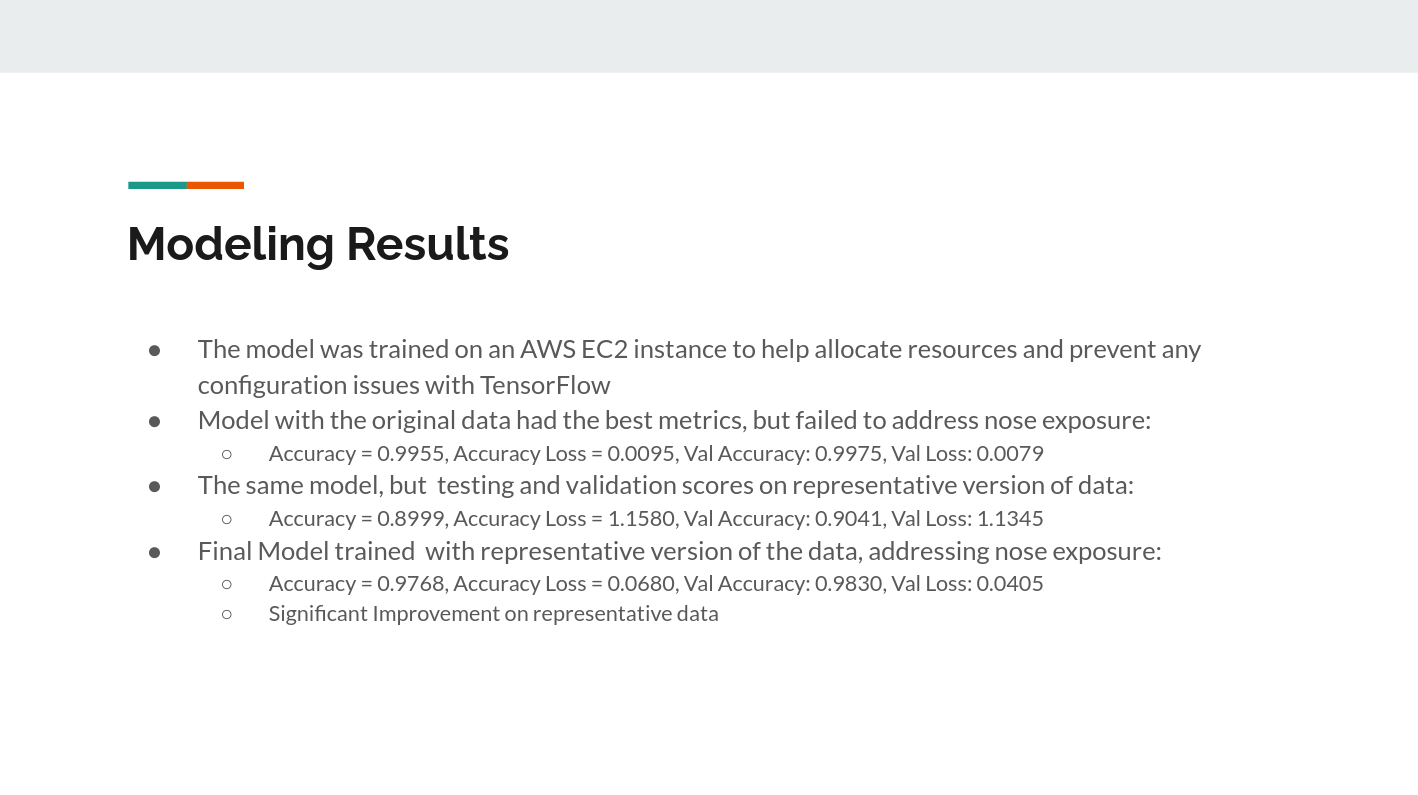 Modeling Results
● The model was trained on an AWS EC2 instance to help allocate resources and prevent any
configuration issues with TensorFlow
● Model with the original data had the best metrics, but failed to address nose exposure:
○ Accuracy = 0.9955, Accuracy Loss = 0.0095, Val Accuracy: 0.9975, Val Loss: 0.0079
● The same model, but  testing and validation scores on representative version of data:
○ Accuracy = 0.8999, Accuracy Loss = 1.1580, Val Accuracy: 0.9041, Val Loss: 1.1345
● Final Model trained  with representative version of the data, addressing nose exposure:
○ Accuracy = 0.9768, Accuracy Loss = 0.0680, Val Accuracy: 0.9830, Val Loss: 0.0405
○ Significant Improvement on representative data